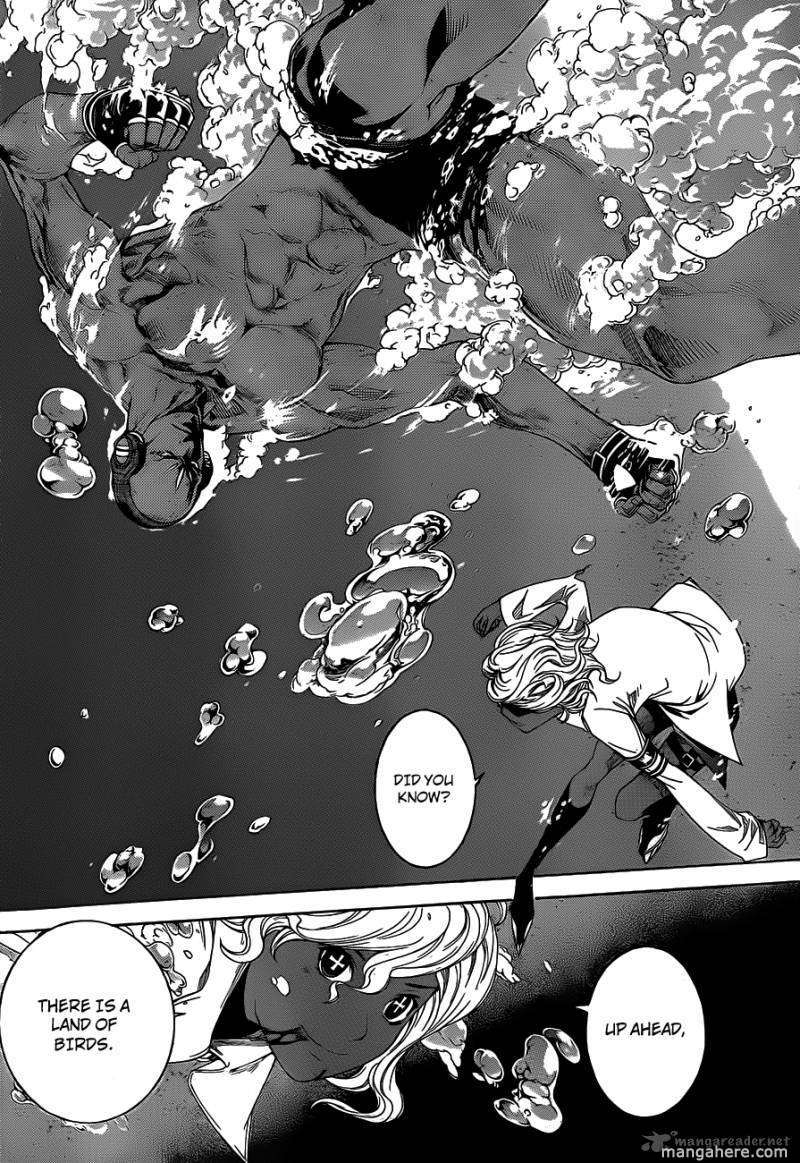 DID YOU
KNOW?
UP AHEAD,
THERE IS A
LAND OF
BIRDS.
mangareader.net
mangahere.com